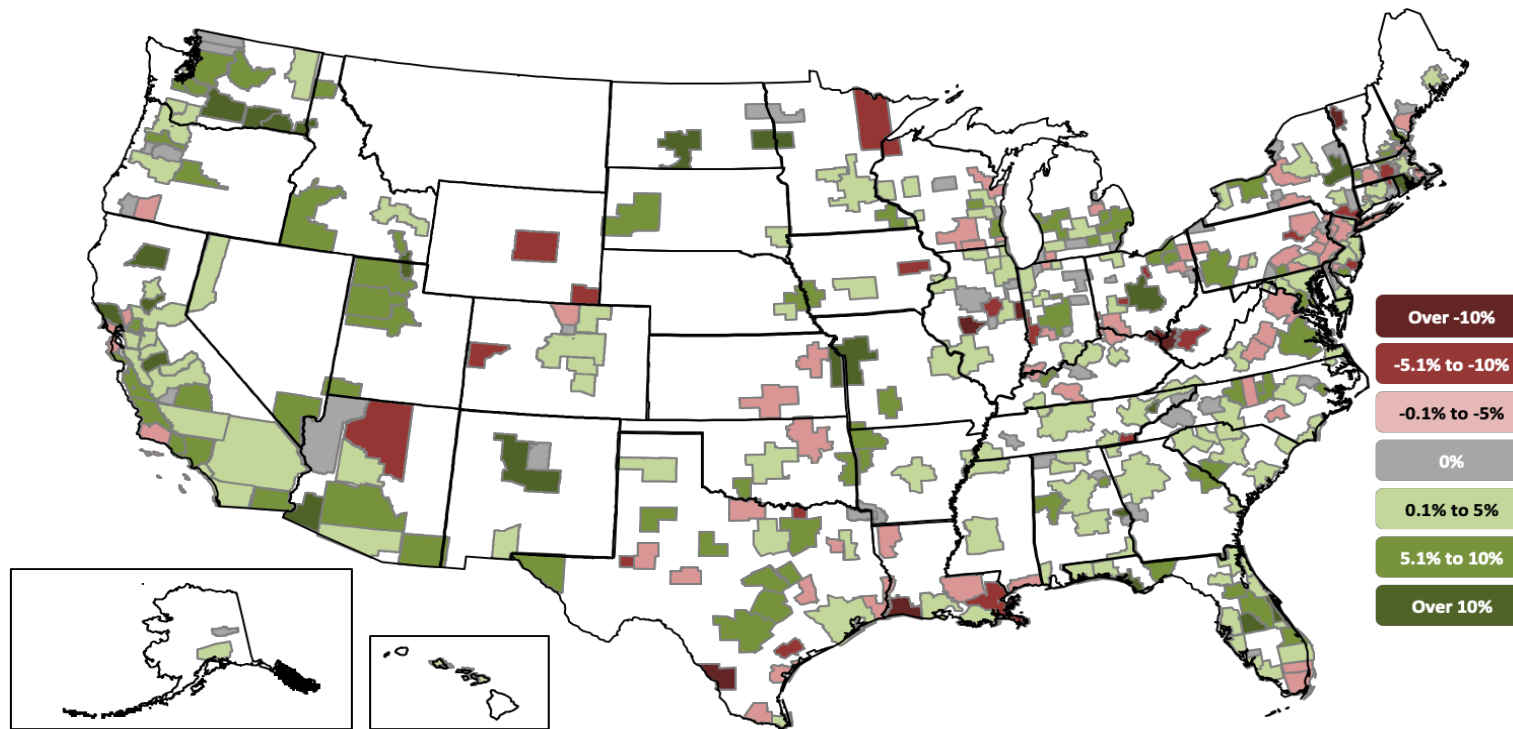 Over -10%
-5.1% to -10%
-0.1% to -5%
0%
0.1% to 5%
5.1% to 10%
Over 10%